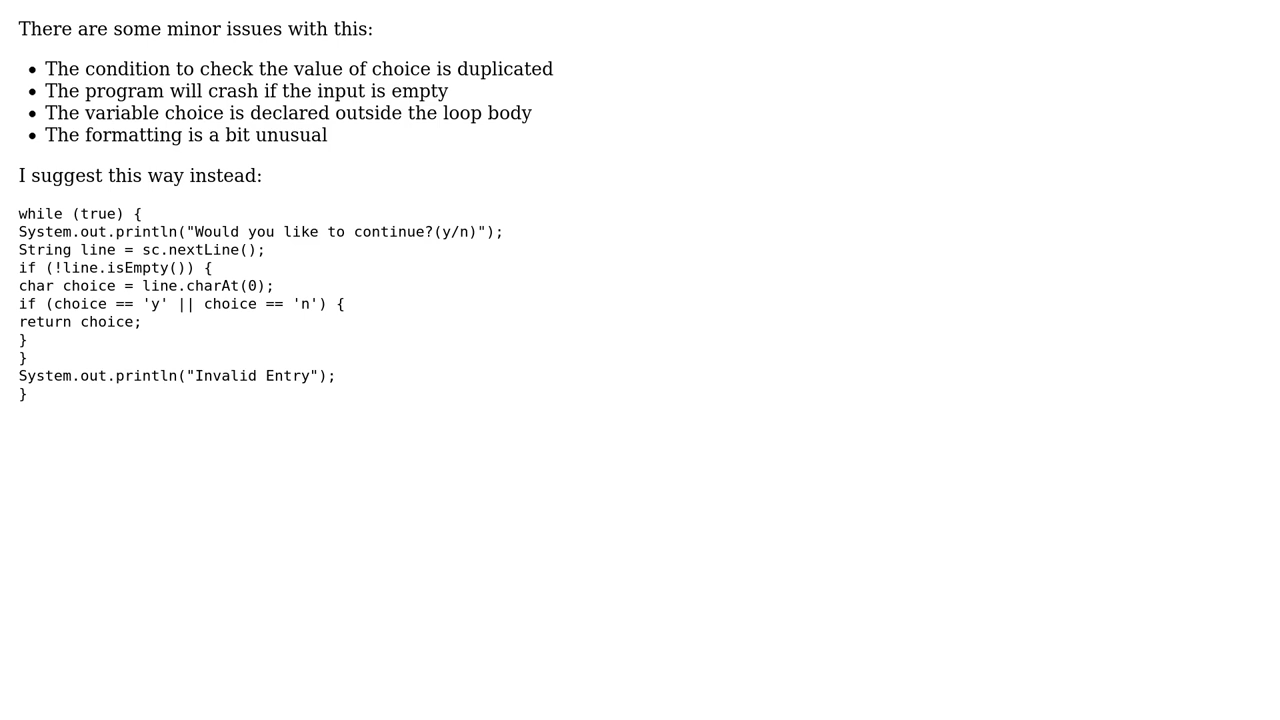 There are some minor issues with this:
• The condition to check the value of choice is duplicated
• The program will crash if the input is empty
• The variable choice is declared outside the loop body
• The formatting is a bit unusual
I suggest this way instead:
while (true) {
System.out.println("Would you like to continue?(y/n)");
String line = sc.nextLine();
if (!line.isEmpty()) {
char choice = line.charAt(0);
if (choice == 'y' || choice == 'n') {
return choice;
}
}
System.out.println("Invalid Entry");
}